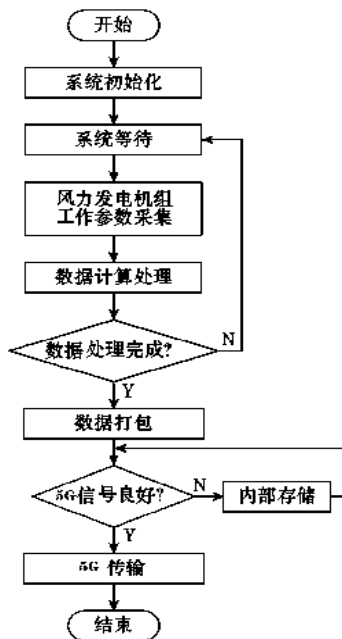 开始
系统初始化
系统等待
风力发电机组
工作参数采集
数据计算处理
数据处理完成?
N
Y
数据打包
5G信号良好?
N
内部存储
Y
5G 传输
结束